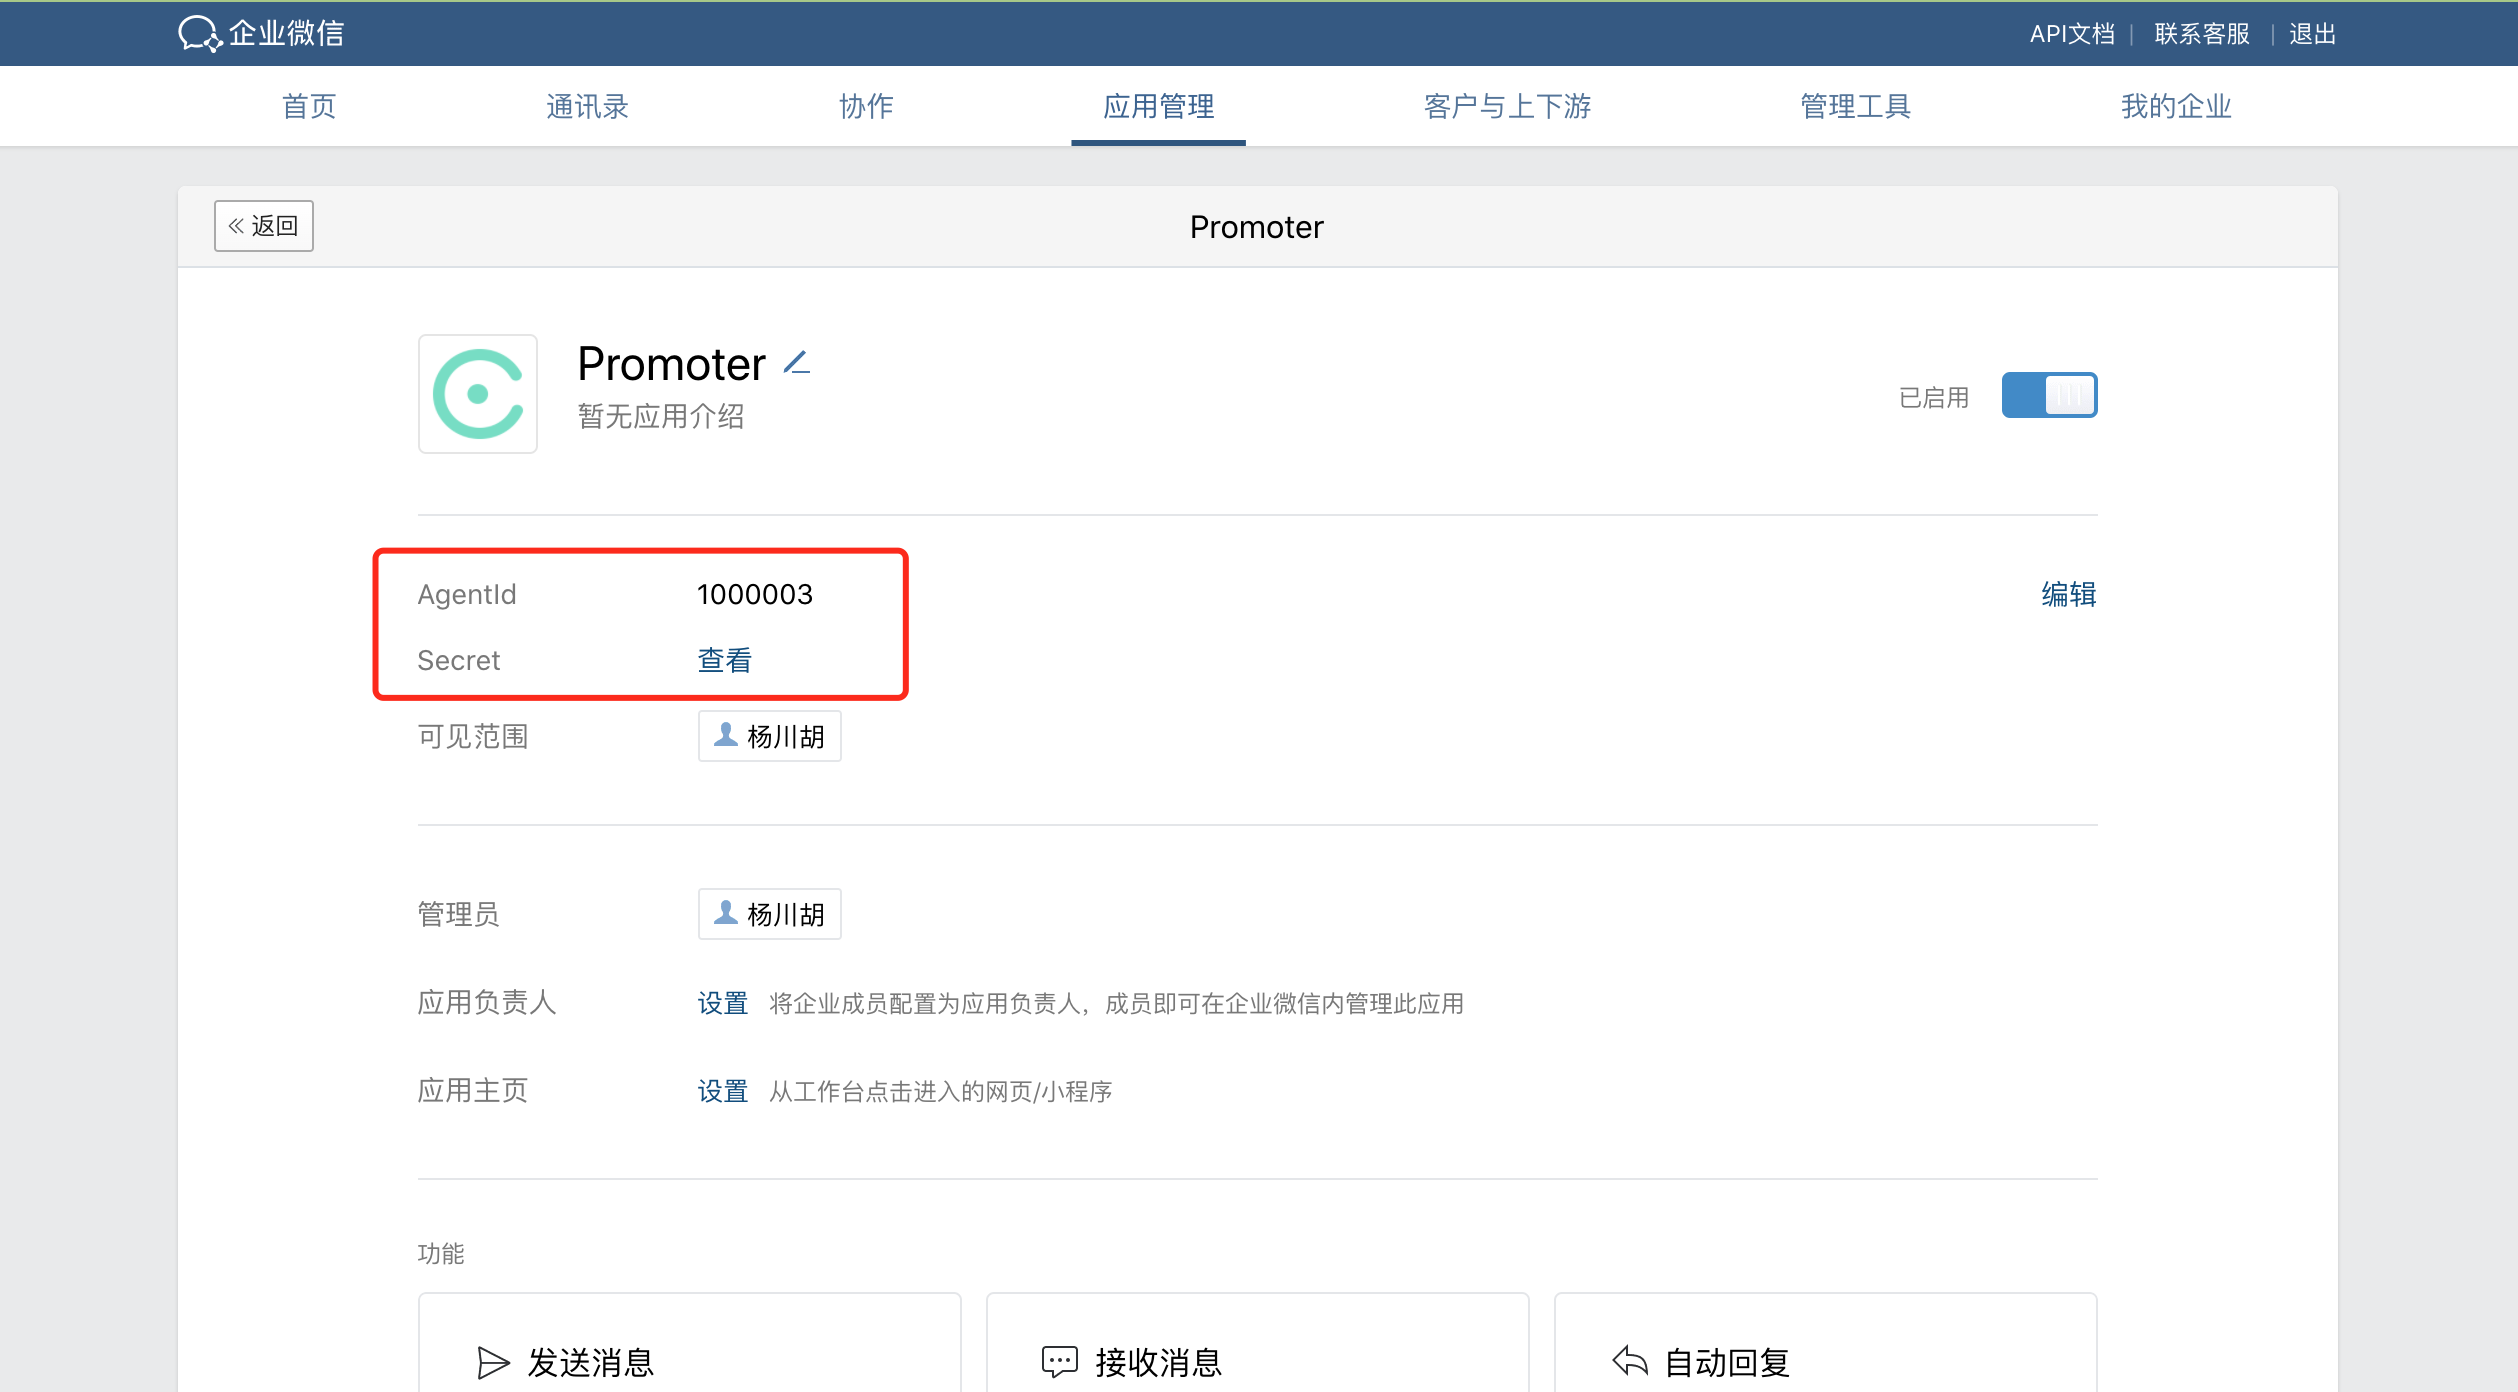 企业微信
API文档 | 联系客服 | 退出
首页 通讯录 协作 应用管理 客户与上下游 管理工具 我的企业
« 返回 Promoter
Promoter
暂无应用介绍
已启用
AgentId 1000003 编辑
Secret 查看
可见范围 杨川胡
管理员 杨川胡
应用负责人 设置 将企业成员配置为应用负责人，成员即可在企业微信内管理此应用
应用主页 设置 从工作台点击进入的网页/小程序
功能
发送消息 接收消息 自动回复